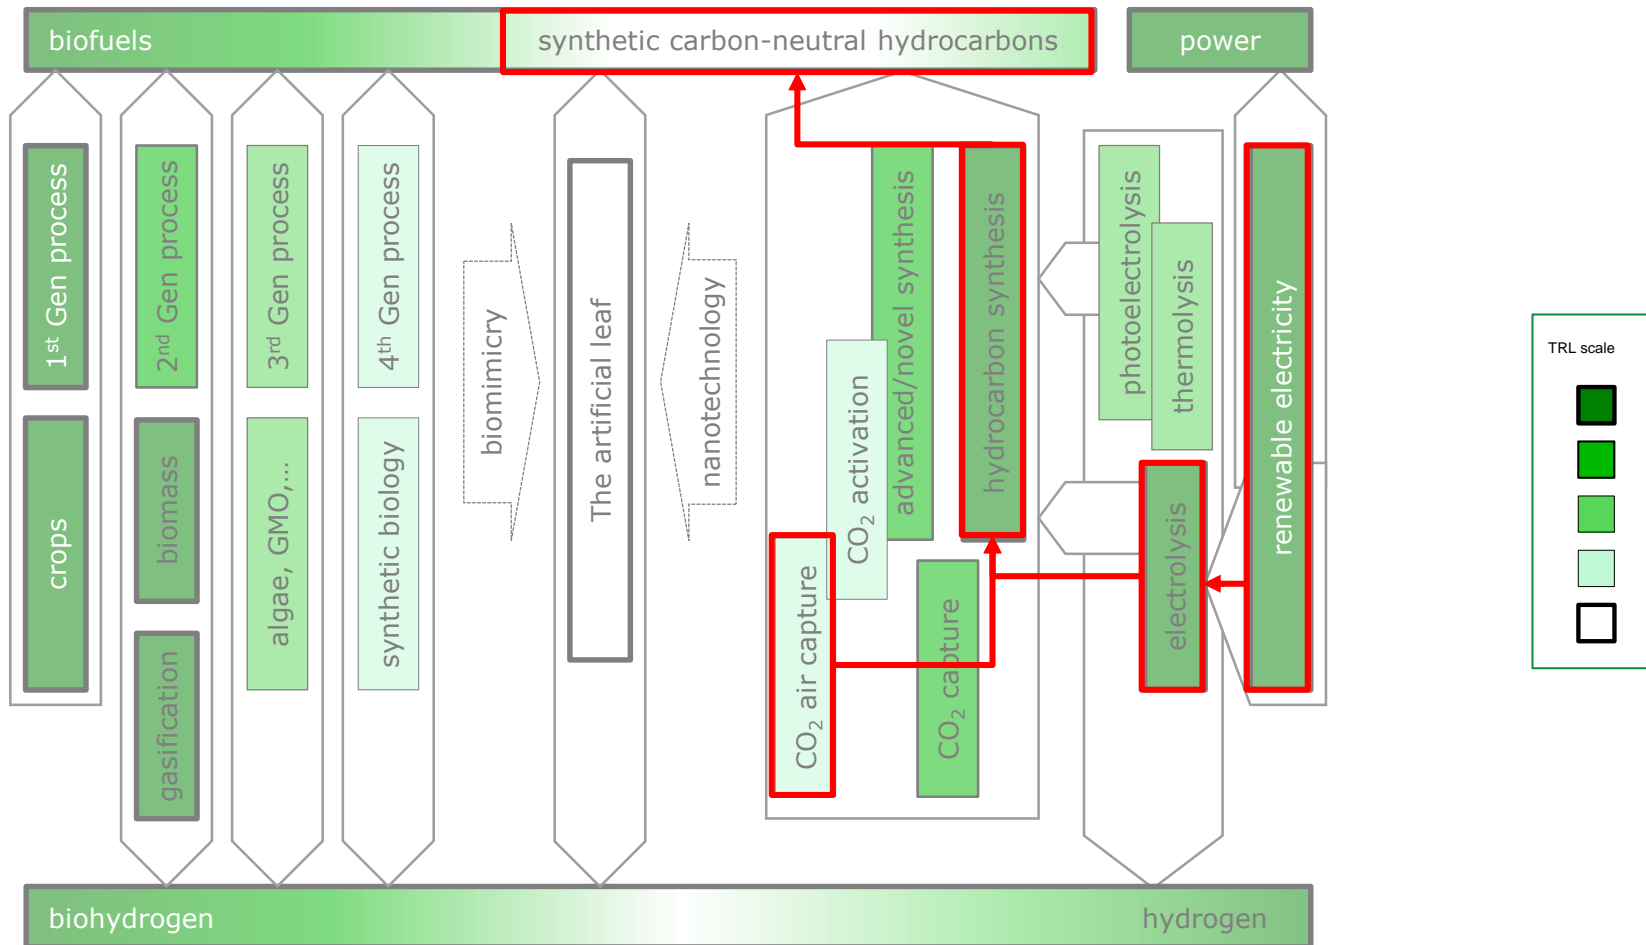 biofuels
synthetic carbon-neutral hydrocarbons
power
1st Gen process
crops
2nd Gen process
biomass
gasification
3rd Gen process
algae, GMO,...
4th Gen process
synthetic biology
biomimicry
The artificial leaf
nanotechnology
CO2 air capture
CO2 activation
advanced/novel synthesis
CO2 capture
hydrocarbon synthesis
photoelectrolysis
thermolysis
electrolysis
renewable electricity
TRL scale
biohydrogen
hydrogen